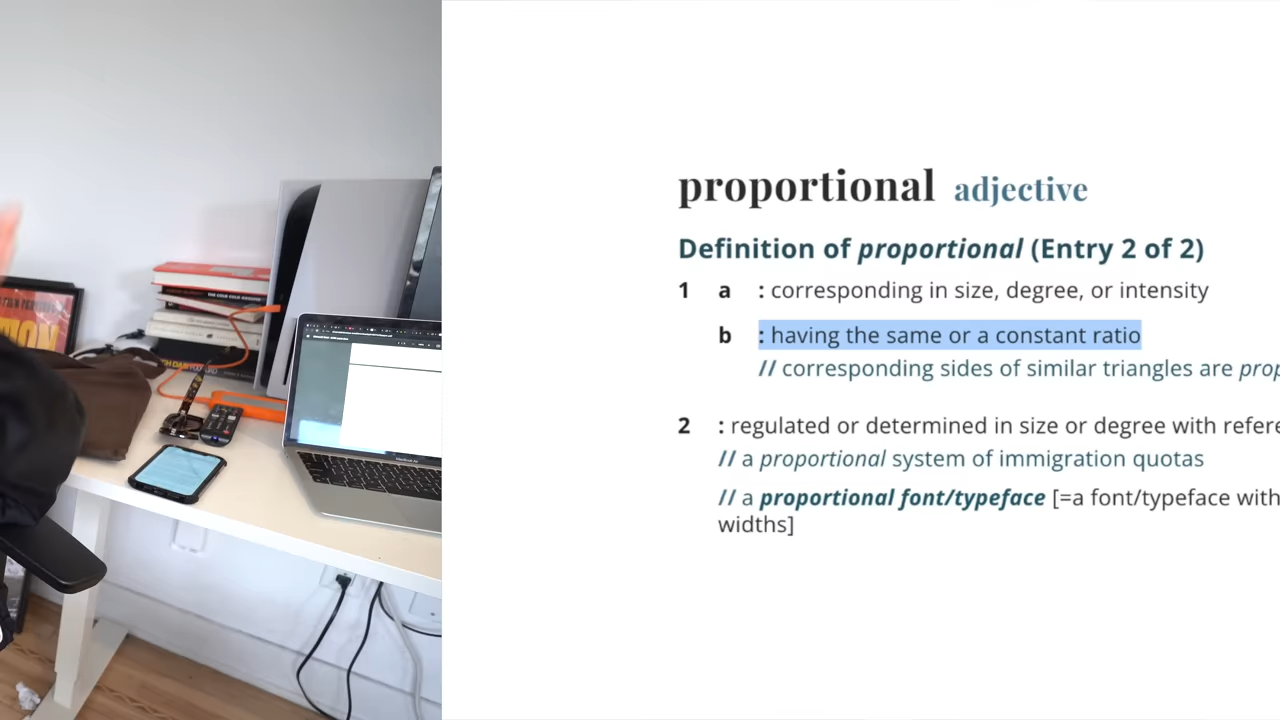 proportional adjective
Definition of proportional (Entry 2 of 2)
1 a : corresponding in size, degree, or intensity
b : having the same or a constant ratio
// corresponding sides of similar triangles are
2 : regulated or determined in size or degree with
// a proportional system of immigration quotas
// a proportional font/typeface [=a font/typeface with
widths]